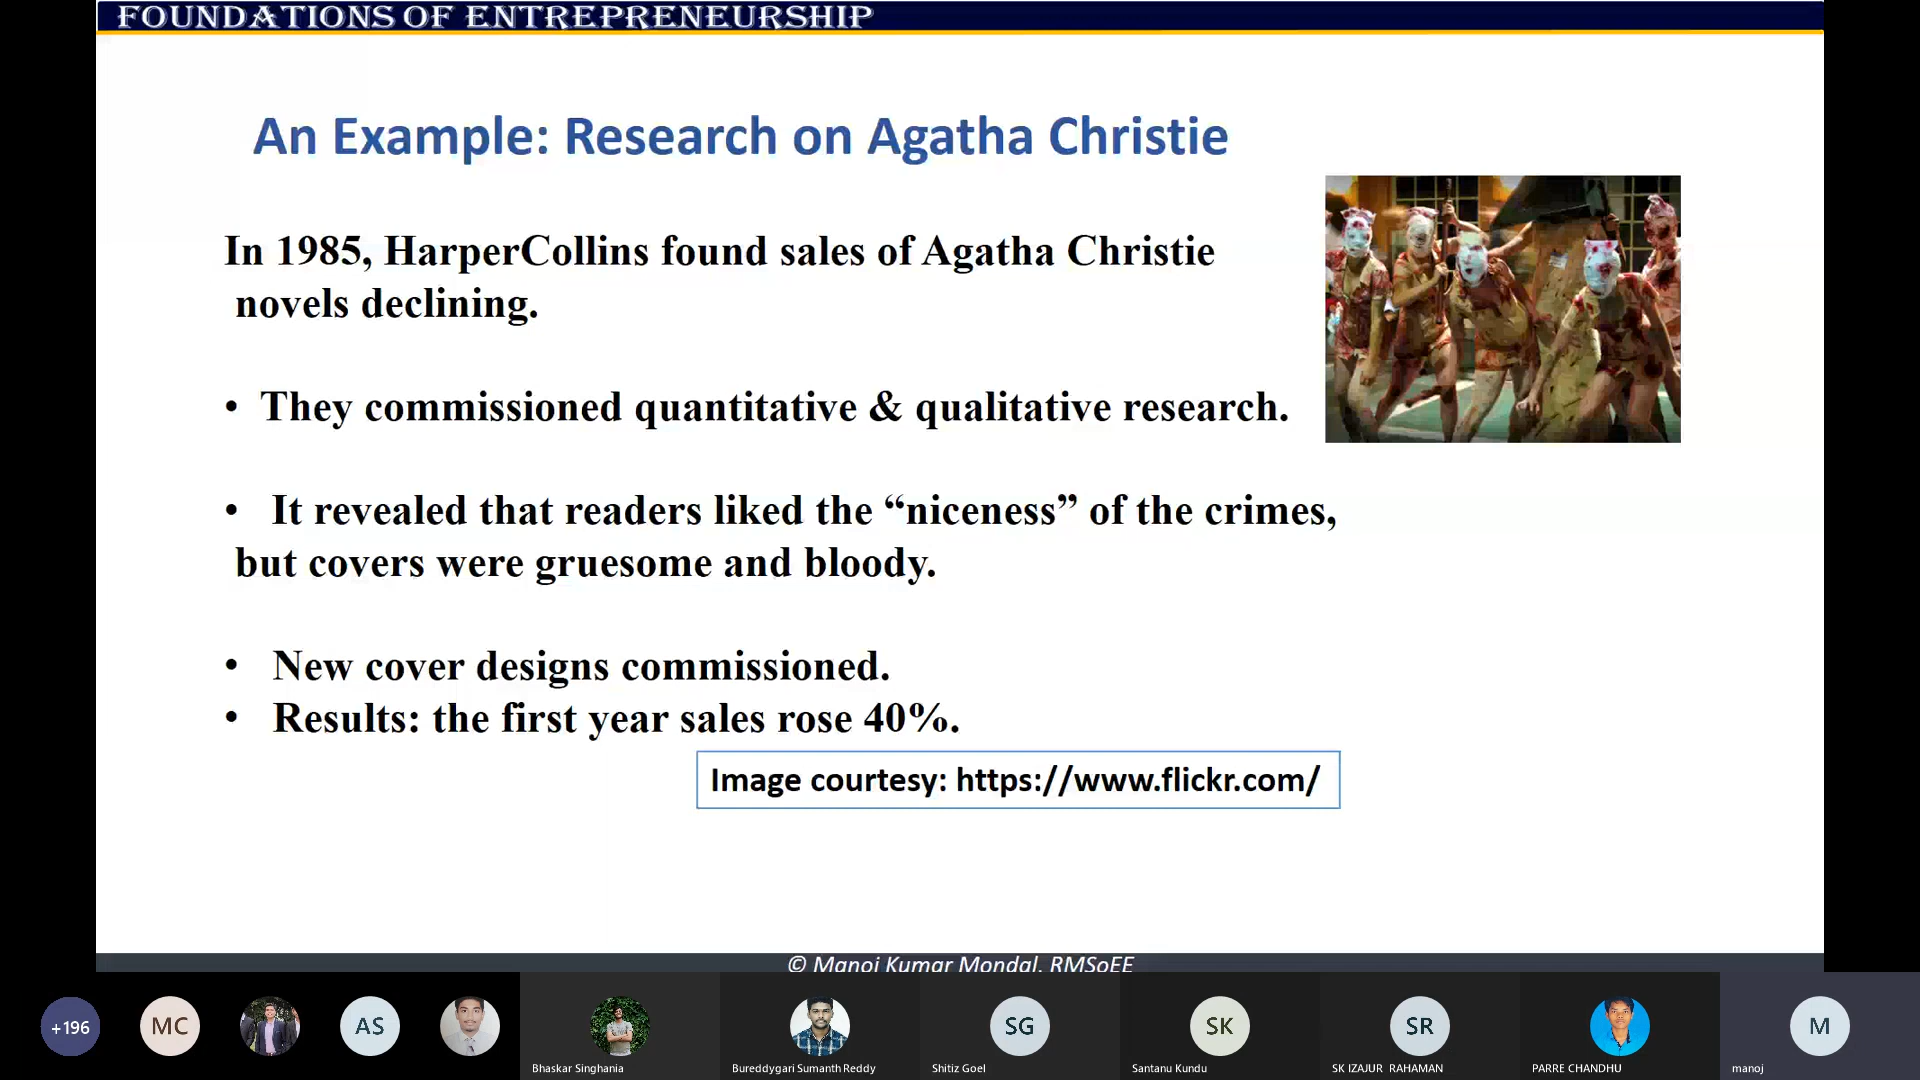 FOUNDATIONS OF ENTREPRENEURSHIP
An Example: Research on Agatha Christie
In 1985, HarperCollins found sales of Agatha Christie
novels declining.
• They commissioned quantitative & qualitative research.
• It revealed that readers liked the “niceness” of the crimes,
but covers were gruesome and bloody.
• New cover designs commissioned.
• Results: the first year sales rose 40%.
Image courtesy: https://www.flickr.com/
© Manoj Kumar Mondal, RMSoEE
+196
MC
AS
SG
SK
SR
M
Bhaskar Singhania
Bureddygari Sumanth Reddy
Shitiz Goel
Santanu Kundu
SK IZAJUR RAHAMAN
PARRE CHANDHU
manoj